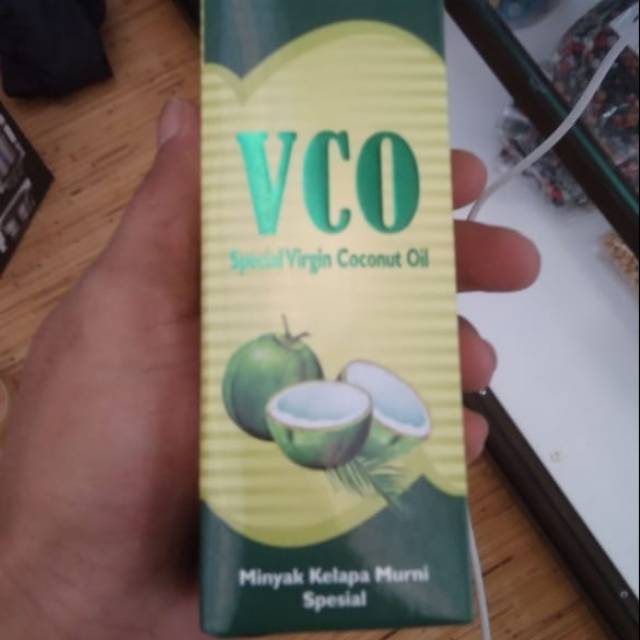 VCO
Special Virgin Coconut Oil
Minyak Kelapa Murni
Spesial